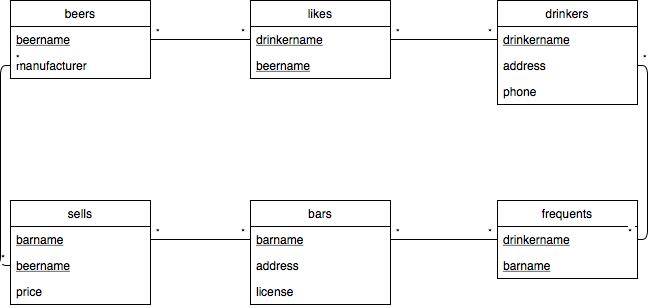 beers
beername
manufacturer
likes
drinkername
beername
drinkers
drinkername
address
phone
sells
barname
beername
price
bars
barname
address
license
frequents
drinkername
barname
* * * *
* *
* * * *
* *